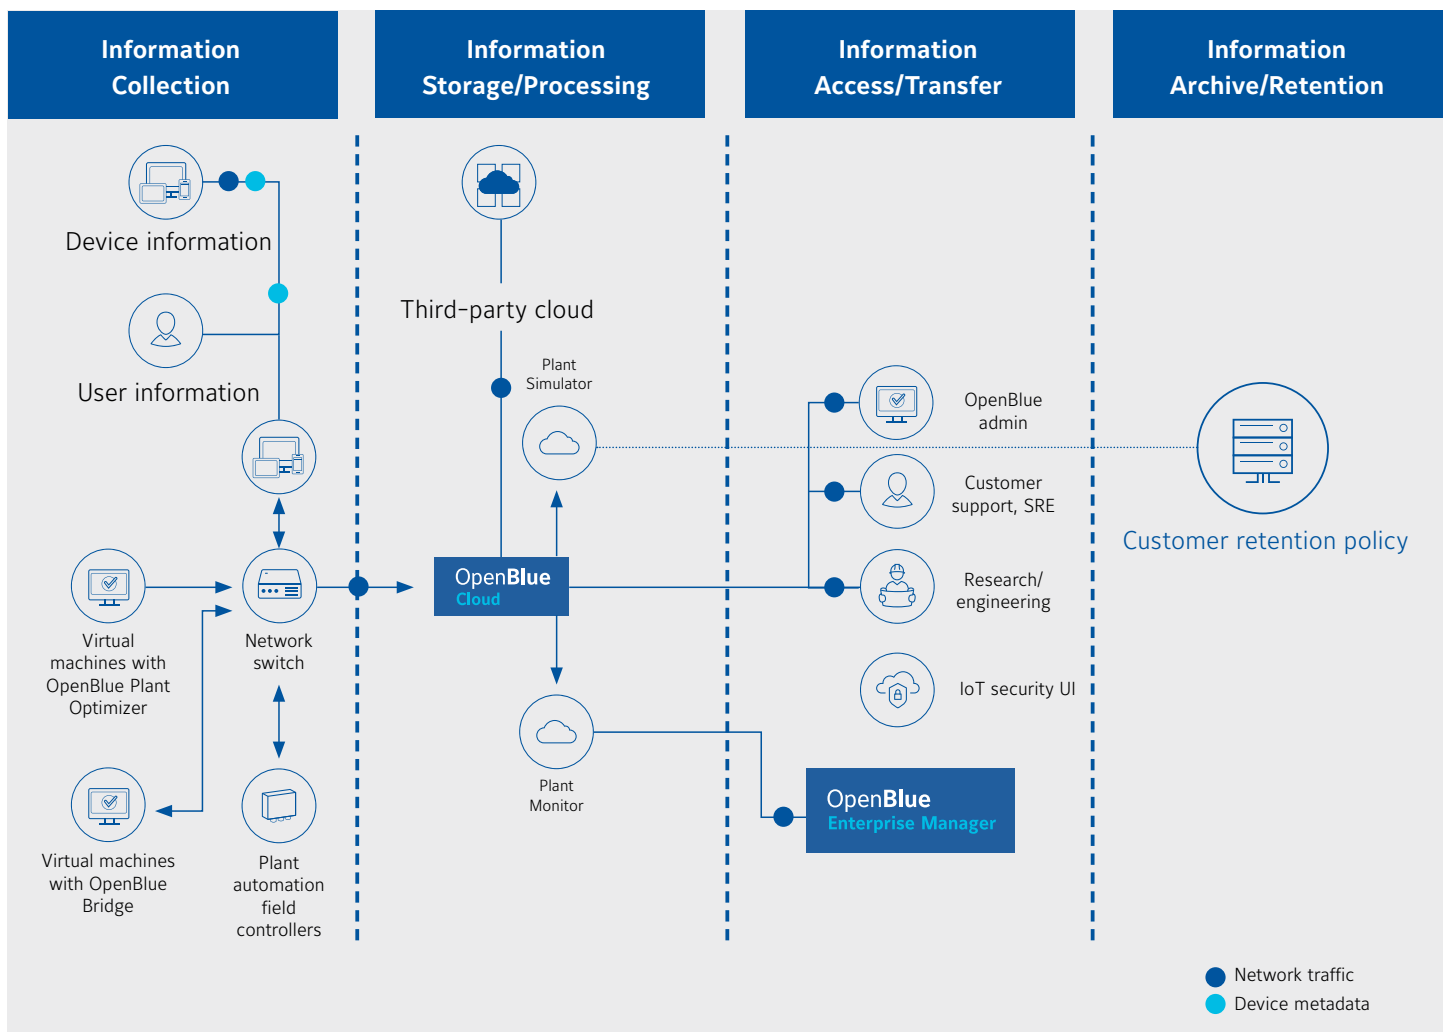 Information
Collection
Information
Storage/Processing
Information
Access/Transfer
Information
Archive/Retention
Device information
User information
Virtual
machines with
OpenBlue Plant
Optimizer
Network
switch
Virtual machines
with OpenBlue
Bridge
Plant
automation
field
controllers
Third-party cloud
Plant
Simulator
OpenBlue
Cloud
Plant
Monitor
OpenBlue
admin
Customer
support, SRE
Research/
engineering
IoT security UI
OpenBlue
Enterprise Manager
Customer retention policy
Network traffic
Device metadata